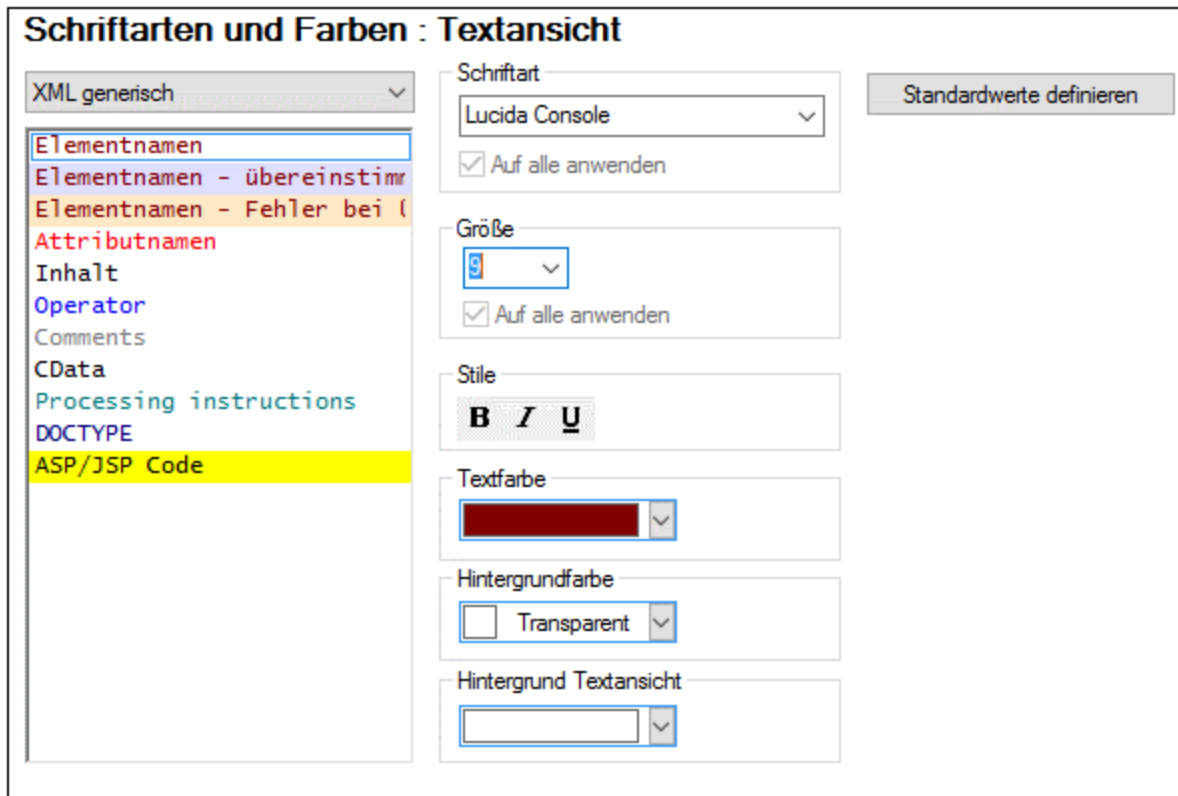 Schriftarten und Farben : Textansicht
XML generisch
Elementnamen
Elementnamen - übereinstimm
Elementnamen - Fehler bei
Attributnamen
Inhalt
Operator
Comments
CData
Processing instructions
DOCTYPE
ASP/JSP Code
Schriftart
Lucida Console
Auf alle anwenden
Größe
9
Auf alle anwenden
Stile
B I U
Textfarbe
Hintergrundfarbe
Transparent
Hintergrund Textansicht
Standardwerte definieren